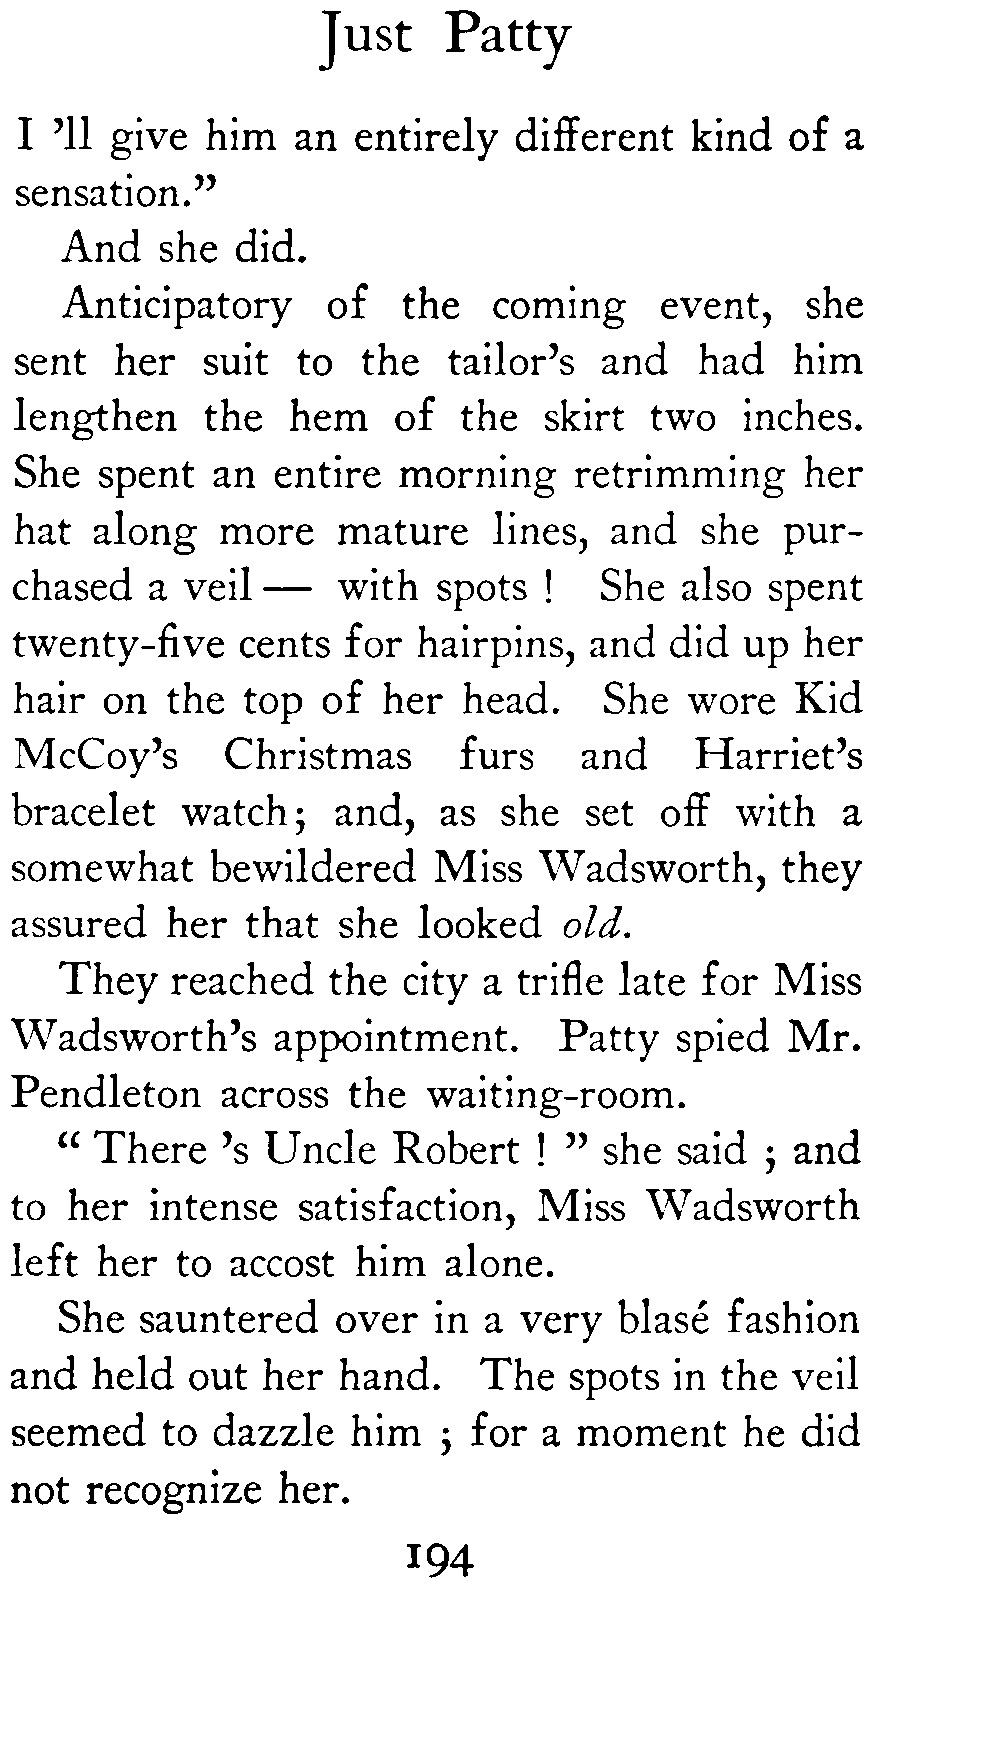 Just Patty
I 'll give him an entirely different kind of a
sensation."
And she did.
Anticipatory of the coming event, she
sent her suit to the tailor's and had him
lengthen the hem of the skirt two inches.
She spent an entire morning retrimming her
hat along more mature lines, and she pur-
chased a veil — with spots ! She also spent
twenty-five cents for hairpins, and did up her
hair on the top of her head. She wore Kid
McCoy's Christmas furs and Harriet's
bracelet watch; and, as she set off with a
somewhat bewildered Miss Wadsworth, they
assured her that she looked old.
They reached the city a trifle late for Miss
Wadsworth's appointment. Patty spied Mr.
Pendleton across the waiting-room.
" There 's Uncle Robert ! " she said ; and
to her intense satisfaction, Miss Wadsworth
left her to accost him alone.
She sauntered over in a very blasé fashion
and held out her hand. The spots in the veil
seemed to dazzle him ; for a moment he did
not recognize her.
194